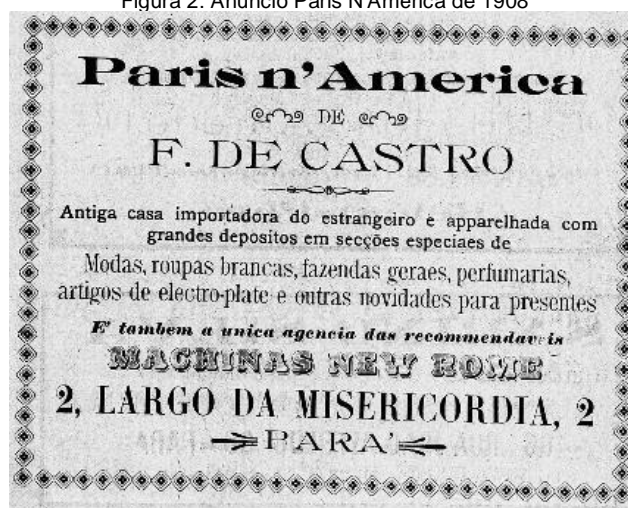 Figura 2: Anúncio Paris N'América de 1908
Paris n'America
DE
F. DE CASTRO
Antiga casa importadora do estrangeiro e apparelhada com
grandes depositos em secções especiaes de
Modas, roupas brancas, fazendas geraes, perfumarias,
artigos de electro-plate e outras novidades para presentes
E' tambem a unica agencia das recommendaveis
MACHINAS NEW ROME
2, LARGO DA MISERICORDIA, 2
PARA'